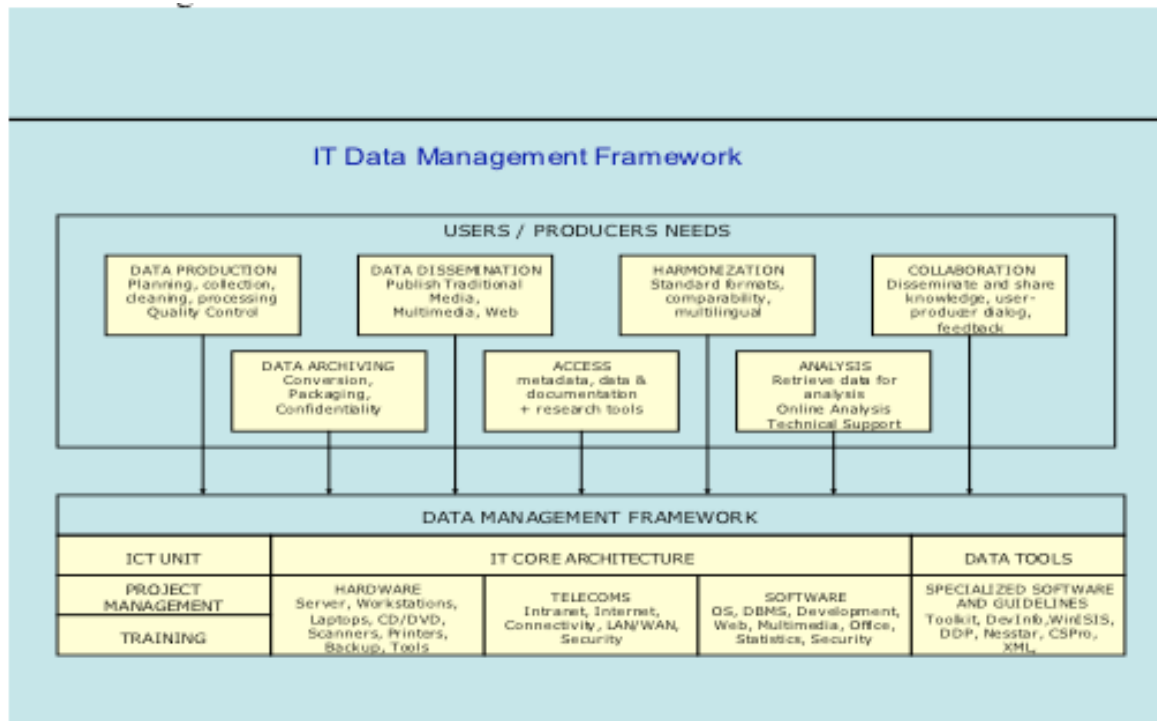 IT Data Management Framework
USERS / PRODUCERS NEEDS
DATA PRODUCTION
Planning, collection,
cleaning, processing
Quality Control
DATA DISSEMINATION
Publish Traditional
Media,
Multimedia, Web
HARMONIZATION
Standard formats,
comparability,
multilingual
COLLABORATION
Disseminate and share
knowledge, user-
producer dialog,
feedback
DATA ARCHIVING
Conversion,
Packaging,
Confidentiality
ACCESS
metadata, data &
documentation
+ research tools
ANALYSIS
Retrieve data for
analysis
Online Analysis
Technical Support
DATA MANAGEMENT FRAMEWORK
ICT UNIT
IT CORE ARCHITECTURE
DATA TOOLS
PROJECT
MANAGEMENT
TRAINING
HARDWARE
Server, Workstations,
Laptops, CD/DVD,
Scanners, Printers,
Backup, Tools
TELECOMS
Intranet, Internet,
Connectivity, LAN/WAN,
Security
SOFTWARE
OS, DBMS, Development,
Web, Multimedia, Office,
Statistics, Security
SPECIALIZED SOFTWARE
AND GUIDELINES
Toolkit, DevInfo,WinISIS,
DDP, Nesstar, CSPro,
XML,